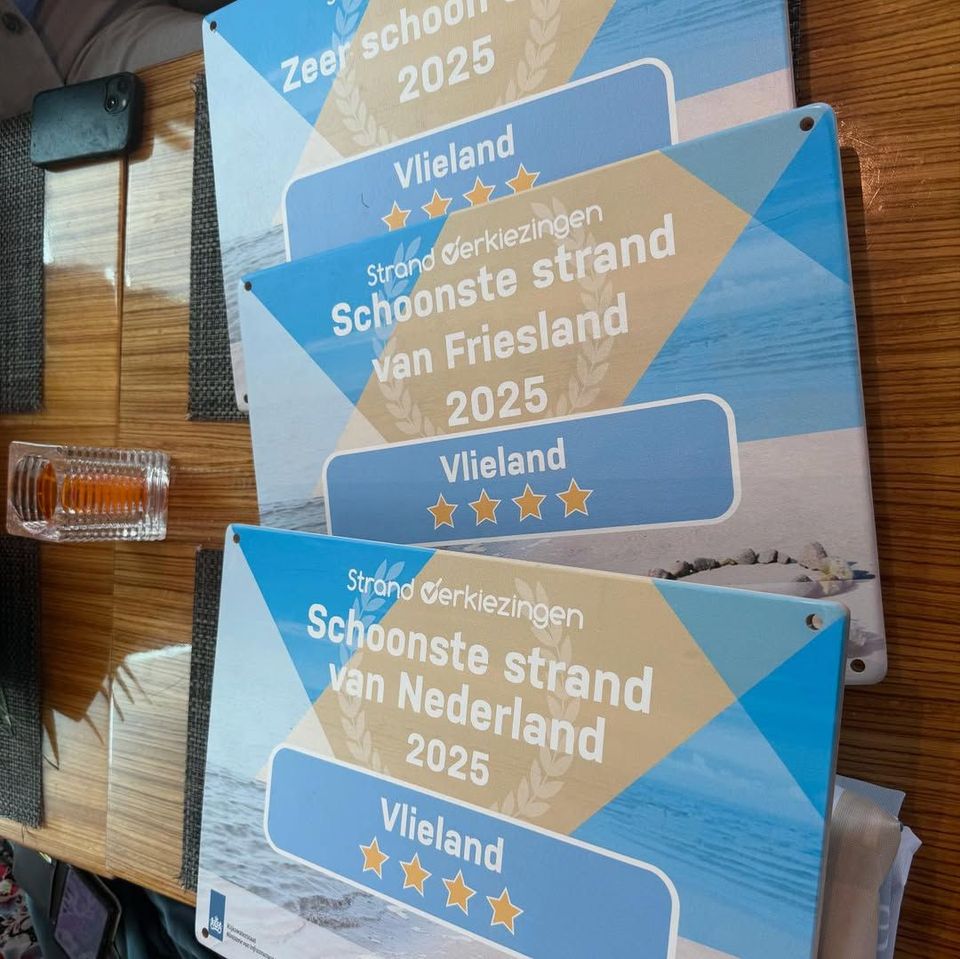 Zeer schoon
2025
Vlieland
Strand Verkiezingen
Schoonste strand
van Friesland
2025
Vlieland
Strand Verkiezingen
Schoonste strand
van Nederland
2025
Vlieland
Rijkswaterstaat